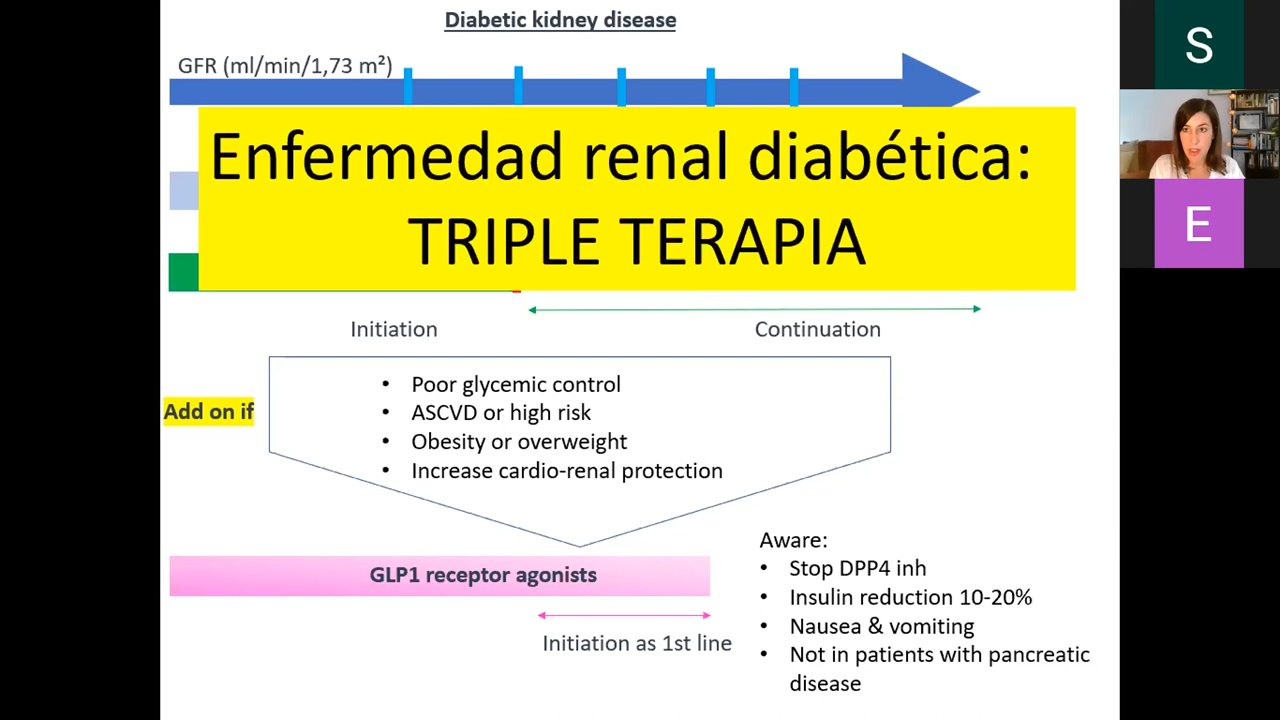 Diabetic kidney disease
GFR (ml/min/1,73 m²)
Enfermedad renal diabética:
TRIPLE TERAPIA
Initiation
Continuation
Add on if
• Poor glycemic control
• ASCVD or high risk
• Obesity or overweight
• Increase cardio-renal protection
GLP1 receptor agonists
Initiation as 1st line
Aware:
• Stop DPP4 inh
• Insulin reduction 10-20%
• Nausea & vomiting
• Not in patients with pancreatic
disease
S
E